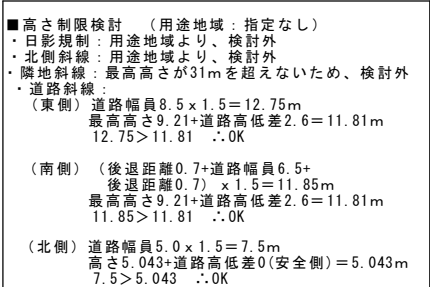 ■高さ制限検討　（用途地域：指定なし）
・日影規制：用途地域より、検討外
・北側斜線：用途地域より、検討外
・隣地斜線：最高高さが31mを超えないため、検討外
・道路斜線：
（東側）道路幅員8.5x1.5＝12.75m
最高高さ9.21+道路高低差2.6＝11.81m
12.75＞11.81　∴OK
（南側）（後退距離0.7+道路幅員6.5+
後退距離0.7）x1.5＝11.85m
最高高さ9.21+道路高低差2.6＝11.81m
11.85＞11.81　∴OK
（北側）道路幅員5.0x1.5＝7.5m
高さ5.043+道路高低差0(安全側)＝5.043m
7.5＞5.043　∴OK